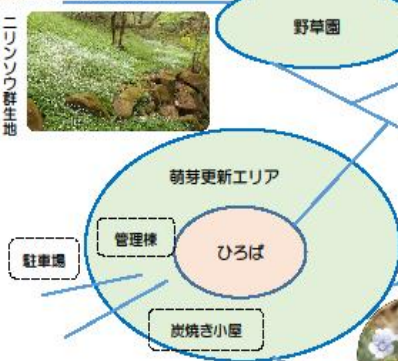 ニリンソウ群生地
野草園
萌芽更新エリア
管理棟
ひろば
駐車場
炭焼き小屋